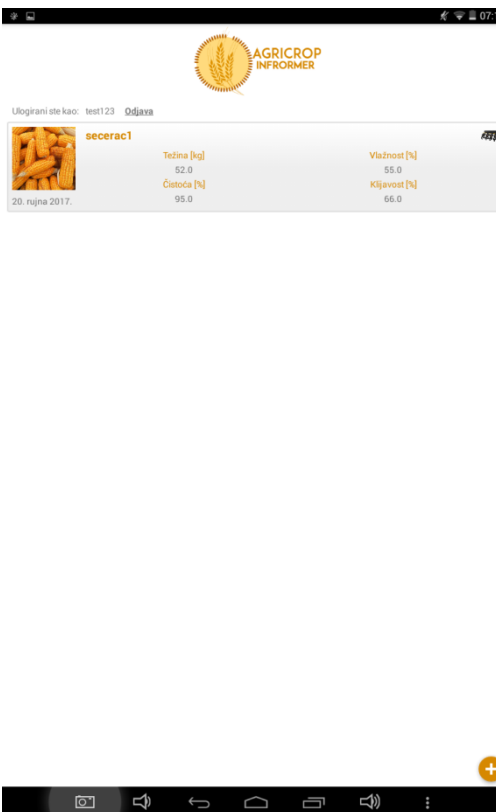 07:
AGRICROP
INFRORMER
Ulogirani ste kao: test123 Odjava
secerac1
Težina [kg] Vlažnost [%]
52.0 55.0
Čistoća [%] Klijavost [%]
95.0 66.0
20. rujna 2017.